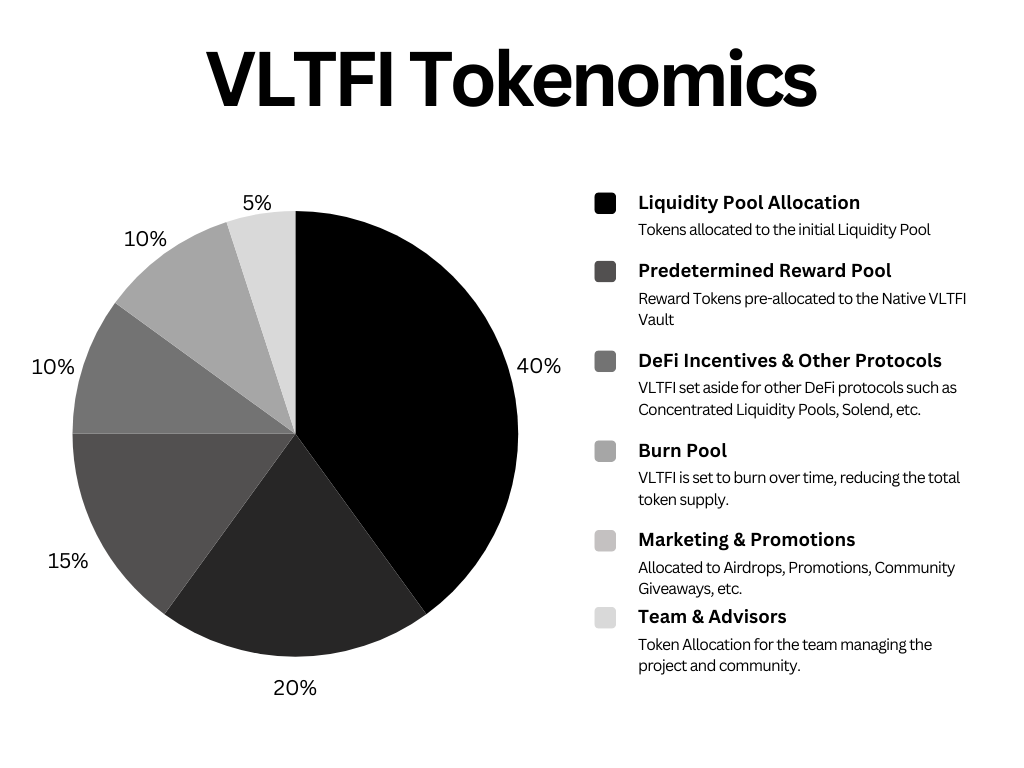 VLTFI Tokenomics
5%
10%
10%
40%
15%
20%
Liquidity Pool Allocation
Tokens allocated to the initial Liquidity Pool
Predetermined Reward Pool
Reward Tokens pre-allocated to the Native VLTFI
Vault
DeFi Incentives & Other Protocols
VLTFI set aside for other DeFi protocols such as
Concentrated Liquidity Pools, Solend, etc.
Burn Pool
VLTFI is set to burn over time, reducing the total
token supply.
Marketing & Promotions
Allocated to Airdrops, Promotions, Community
Giveaways, etc.
Team & Advisors
Token Allocation for the team managing the
project and community.